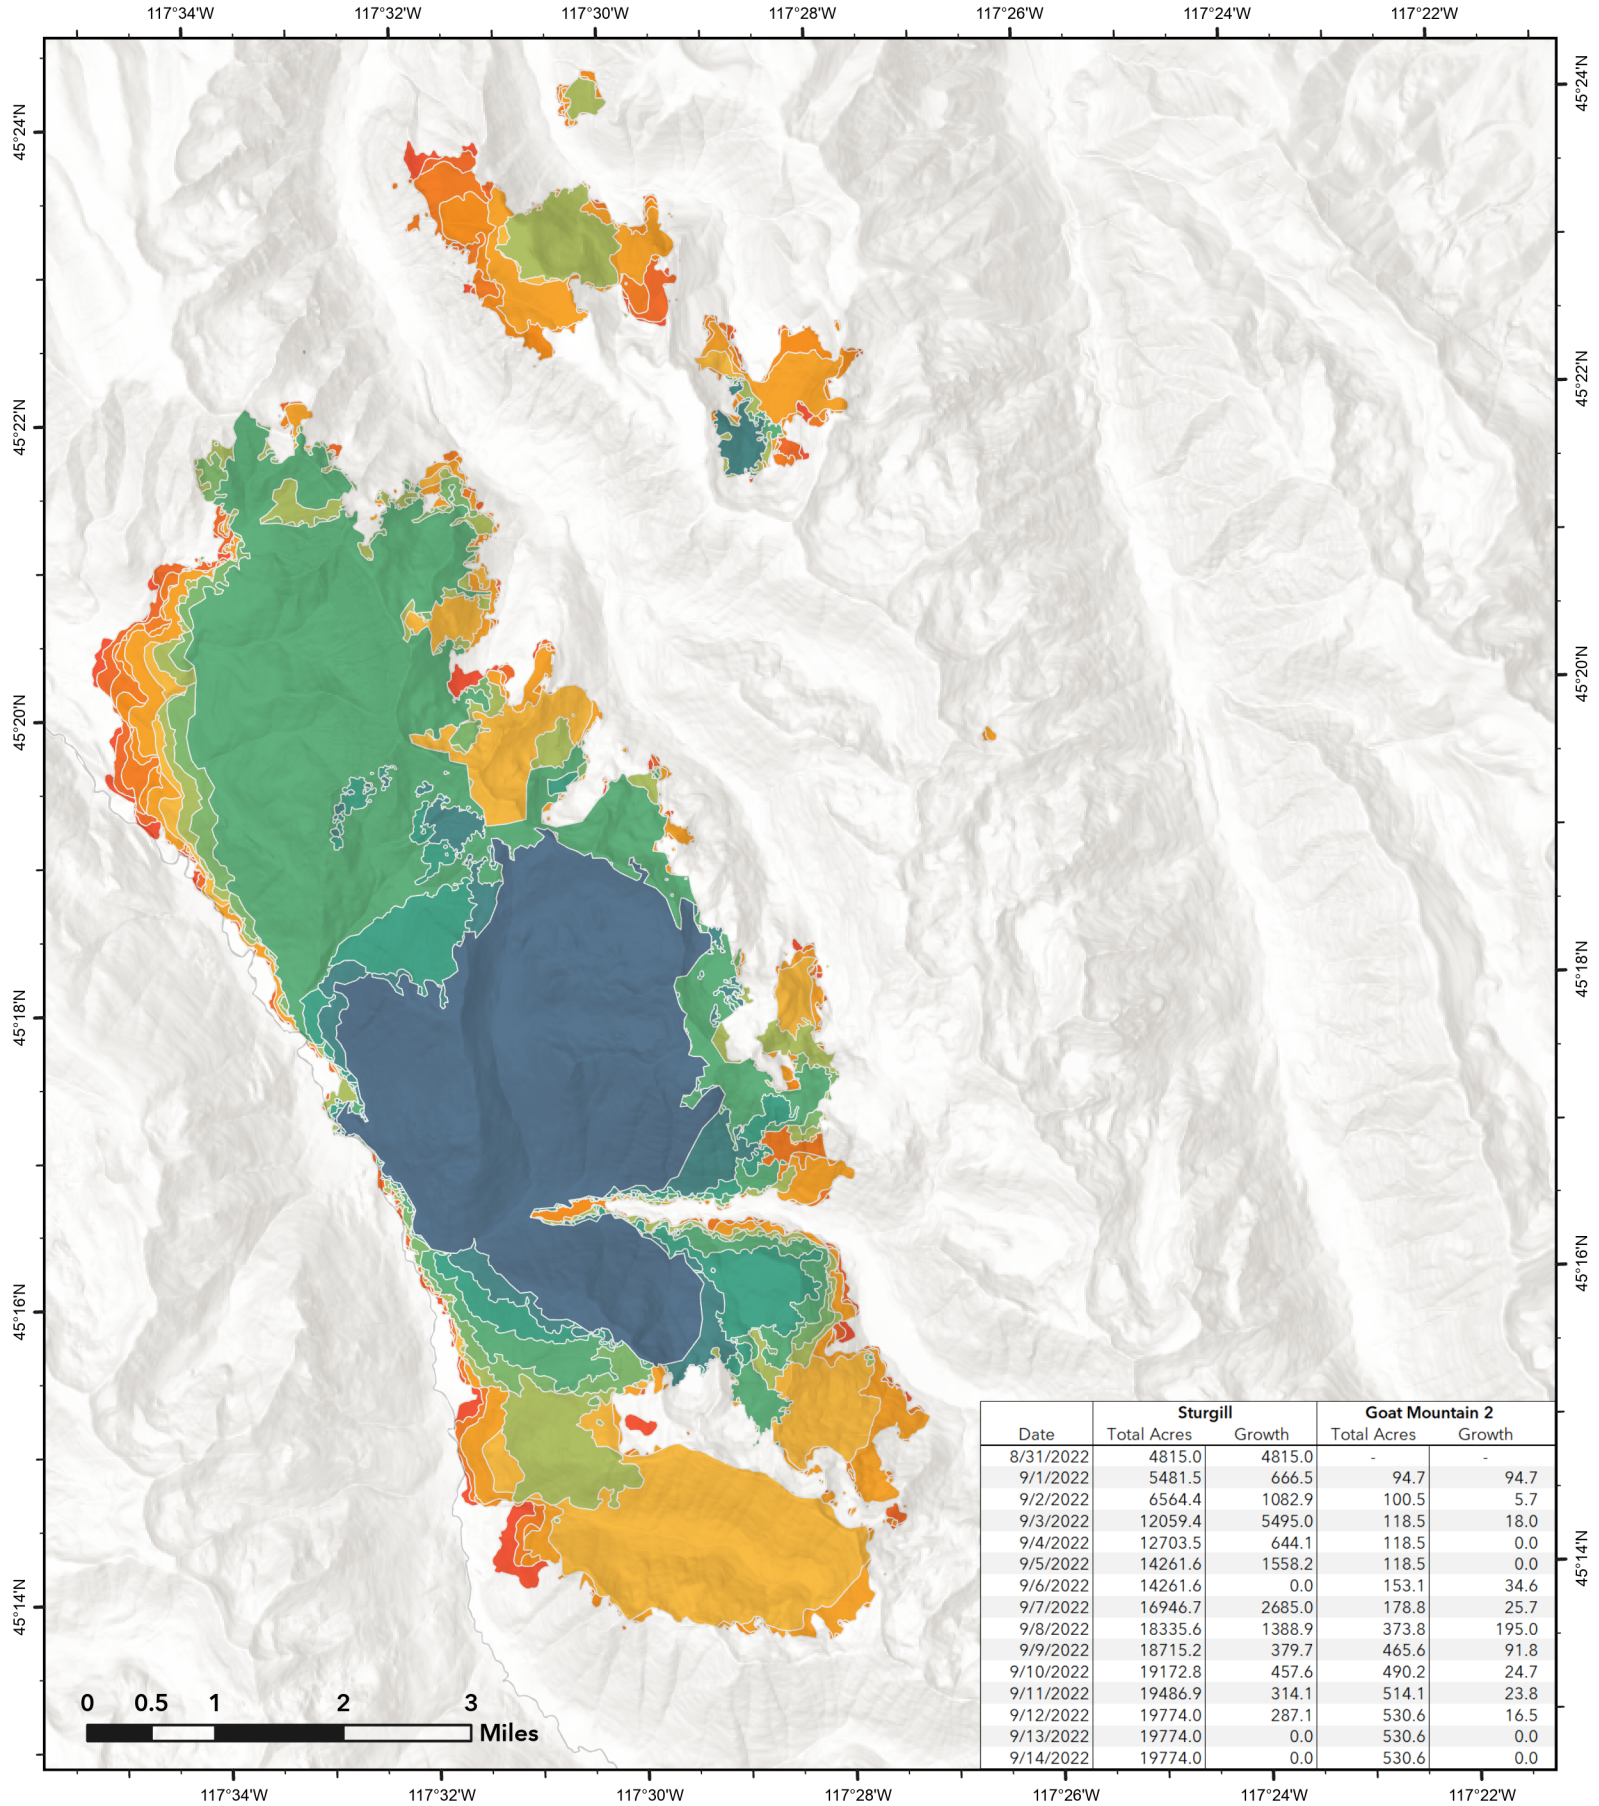 117°34'W 117°32'W 117°30'W 117°28'W 117°26'W 117°24'W 117°22'W
45°24'N
45°22'N
45°20'N
45°18'N
45°16'N
45°14'N
45°24'N
45°22'N
45°20'N
45°18'N
45°16'N
45°14'N
Sturgill Goat Mountain 2
Date Total Acres Growth Total Acres Growth
8/31/2022 4815.0 4815.0 - -
9/1/2022 5481.5 666.5 94.7 94.7
9/2/2022 6564.4 1082.9 100.5 5.7
9/3/2022 12059.4 5495.0 118.5 18.0
9/4/2022 12703.5 644.1 118.5 0.0
9/5/2022 14261.6 1558.2 118.5 0.0
9/6/2022 14261.6 0.0 153.1 34.6
9/7/2022 16946.7 2685.0 178.8 25.7
9/8/2022 18335.6 1388.9 373.8 195.0
9/9/2022 18715.2 379.7 465.6 91.8
9/10/2022 19172.8 457.6 490.2 24.7
9/11/2022 19486.9 314.1 514.1 23.8
9/12/2022 19774.0 287.1 530.6 16.5
9/13/2022 19774.0 0.0 530.6 0.0
9/14/2022 19774.0 0.0 530.6 0.0
0 0.5 1 2 3
Miles
117°34'W 117°32'W 117°30'W 117°28'W 117°26'W 117°24'W 117°22'W